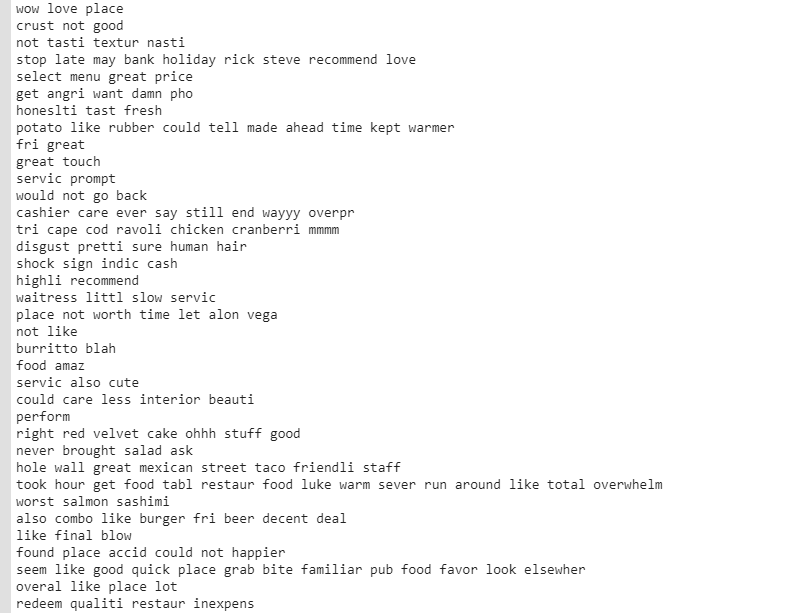 wow love place
crust not good
not tasti textur nasti
stop late may bank holiday rick steve recommend love
select menu great price
get angri want damn pho
honeslti tast fresh
potato like rubber could tell made ahead time kept warmer
fri great
great touch
servic prompt
would not go back
cashier care ever say still end wayyy overpr
tri cape cod ravoli chicken cranberri mmmm
disgust pretti sure human hair
shock sign indic cash
highli recommend
waitress littl slow servic
place not worth time let alon vega
not like
burritto blah
food amaz
servic also cute
could care less interior beauti
perform
right red velvet cake ohhh stuff good
never brought salad ask
hole wall great mexican street taco friendli staff
took hour get food tabl restaur food luke warm sever run around like total overwhelm
worst salmon sashimi
also combo like burger fri beer decent deal
like final blow
found place accid could not happier
seem like good quick place grab bite familiar pub food favor look elsewher
overal like place lot
redeem qualiti restaur inexpens